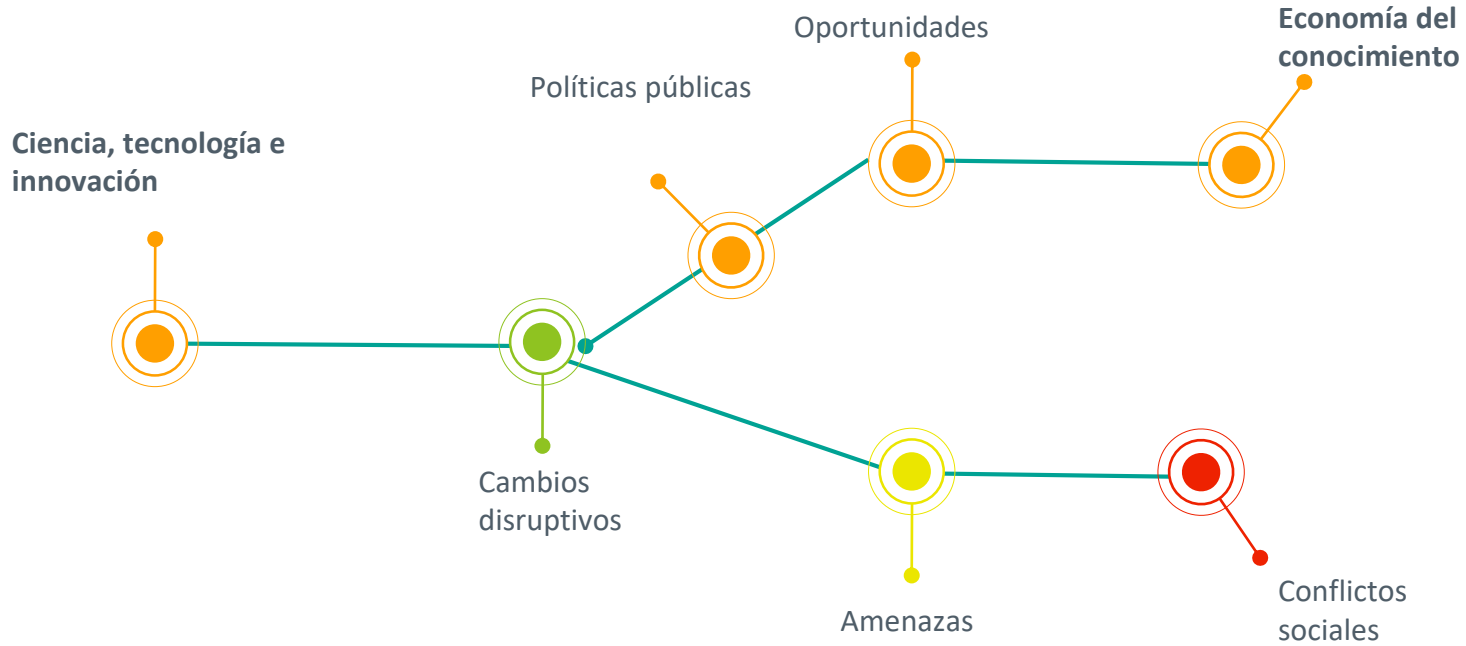 Ciencia, tecnología e
innovación
Cambios
disruptivos
Políticas públicas
Oportunidades
Economía del
conocimiento
Amenazas
Conflictos
sociales